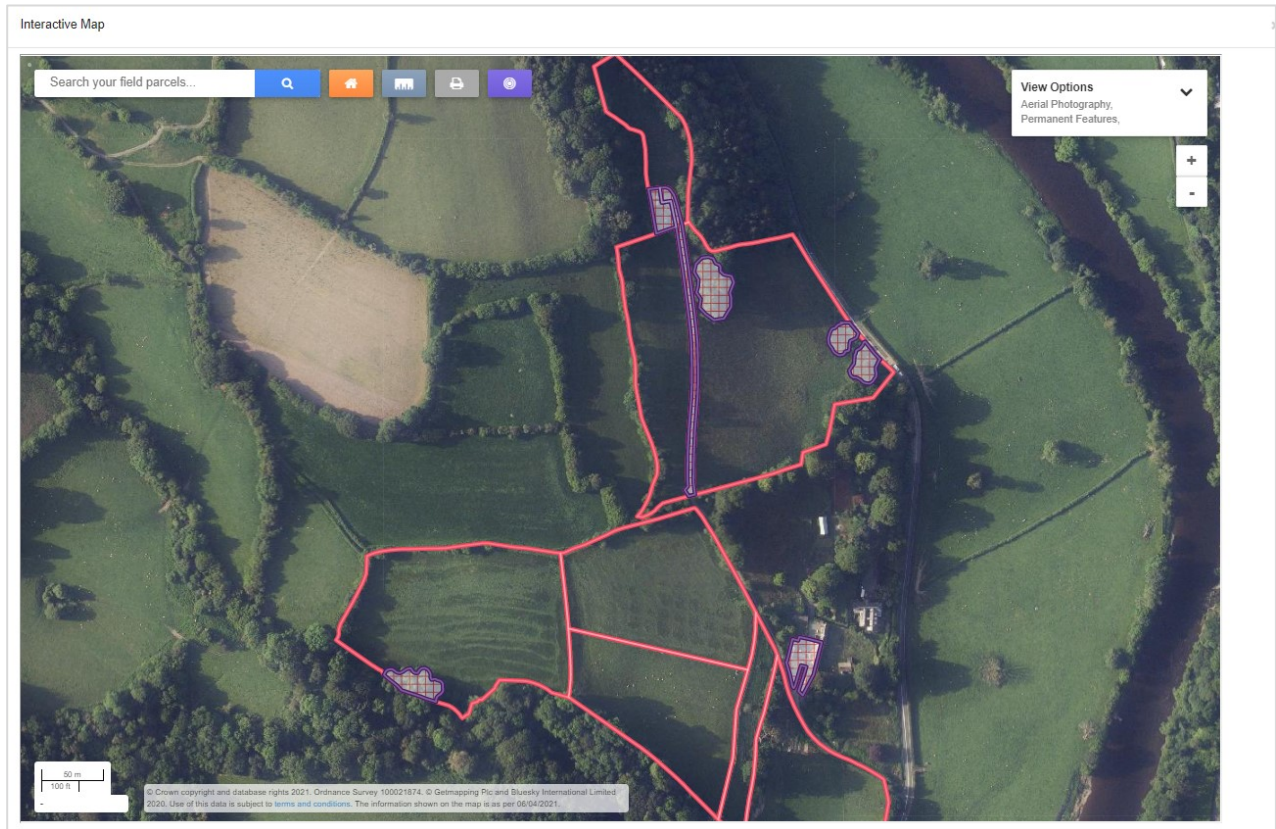 Interactive Map
Search your field parcels...
View Options
Aerial Photography,
Permanent Features,
+
-
50 m
100 ft
-
© Crown copyright and database rights 2021. Ordnance Survey 100021874. © Getmapping Plc and Bluesky International Limited
2020. Use of this data is subject to terms and conditions. The information shown on the map is as per 06/04/2021.